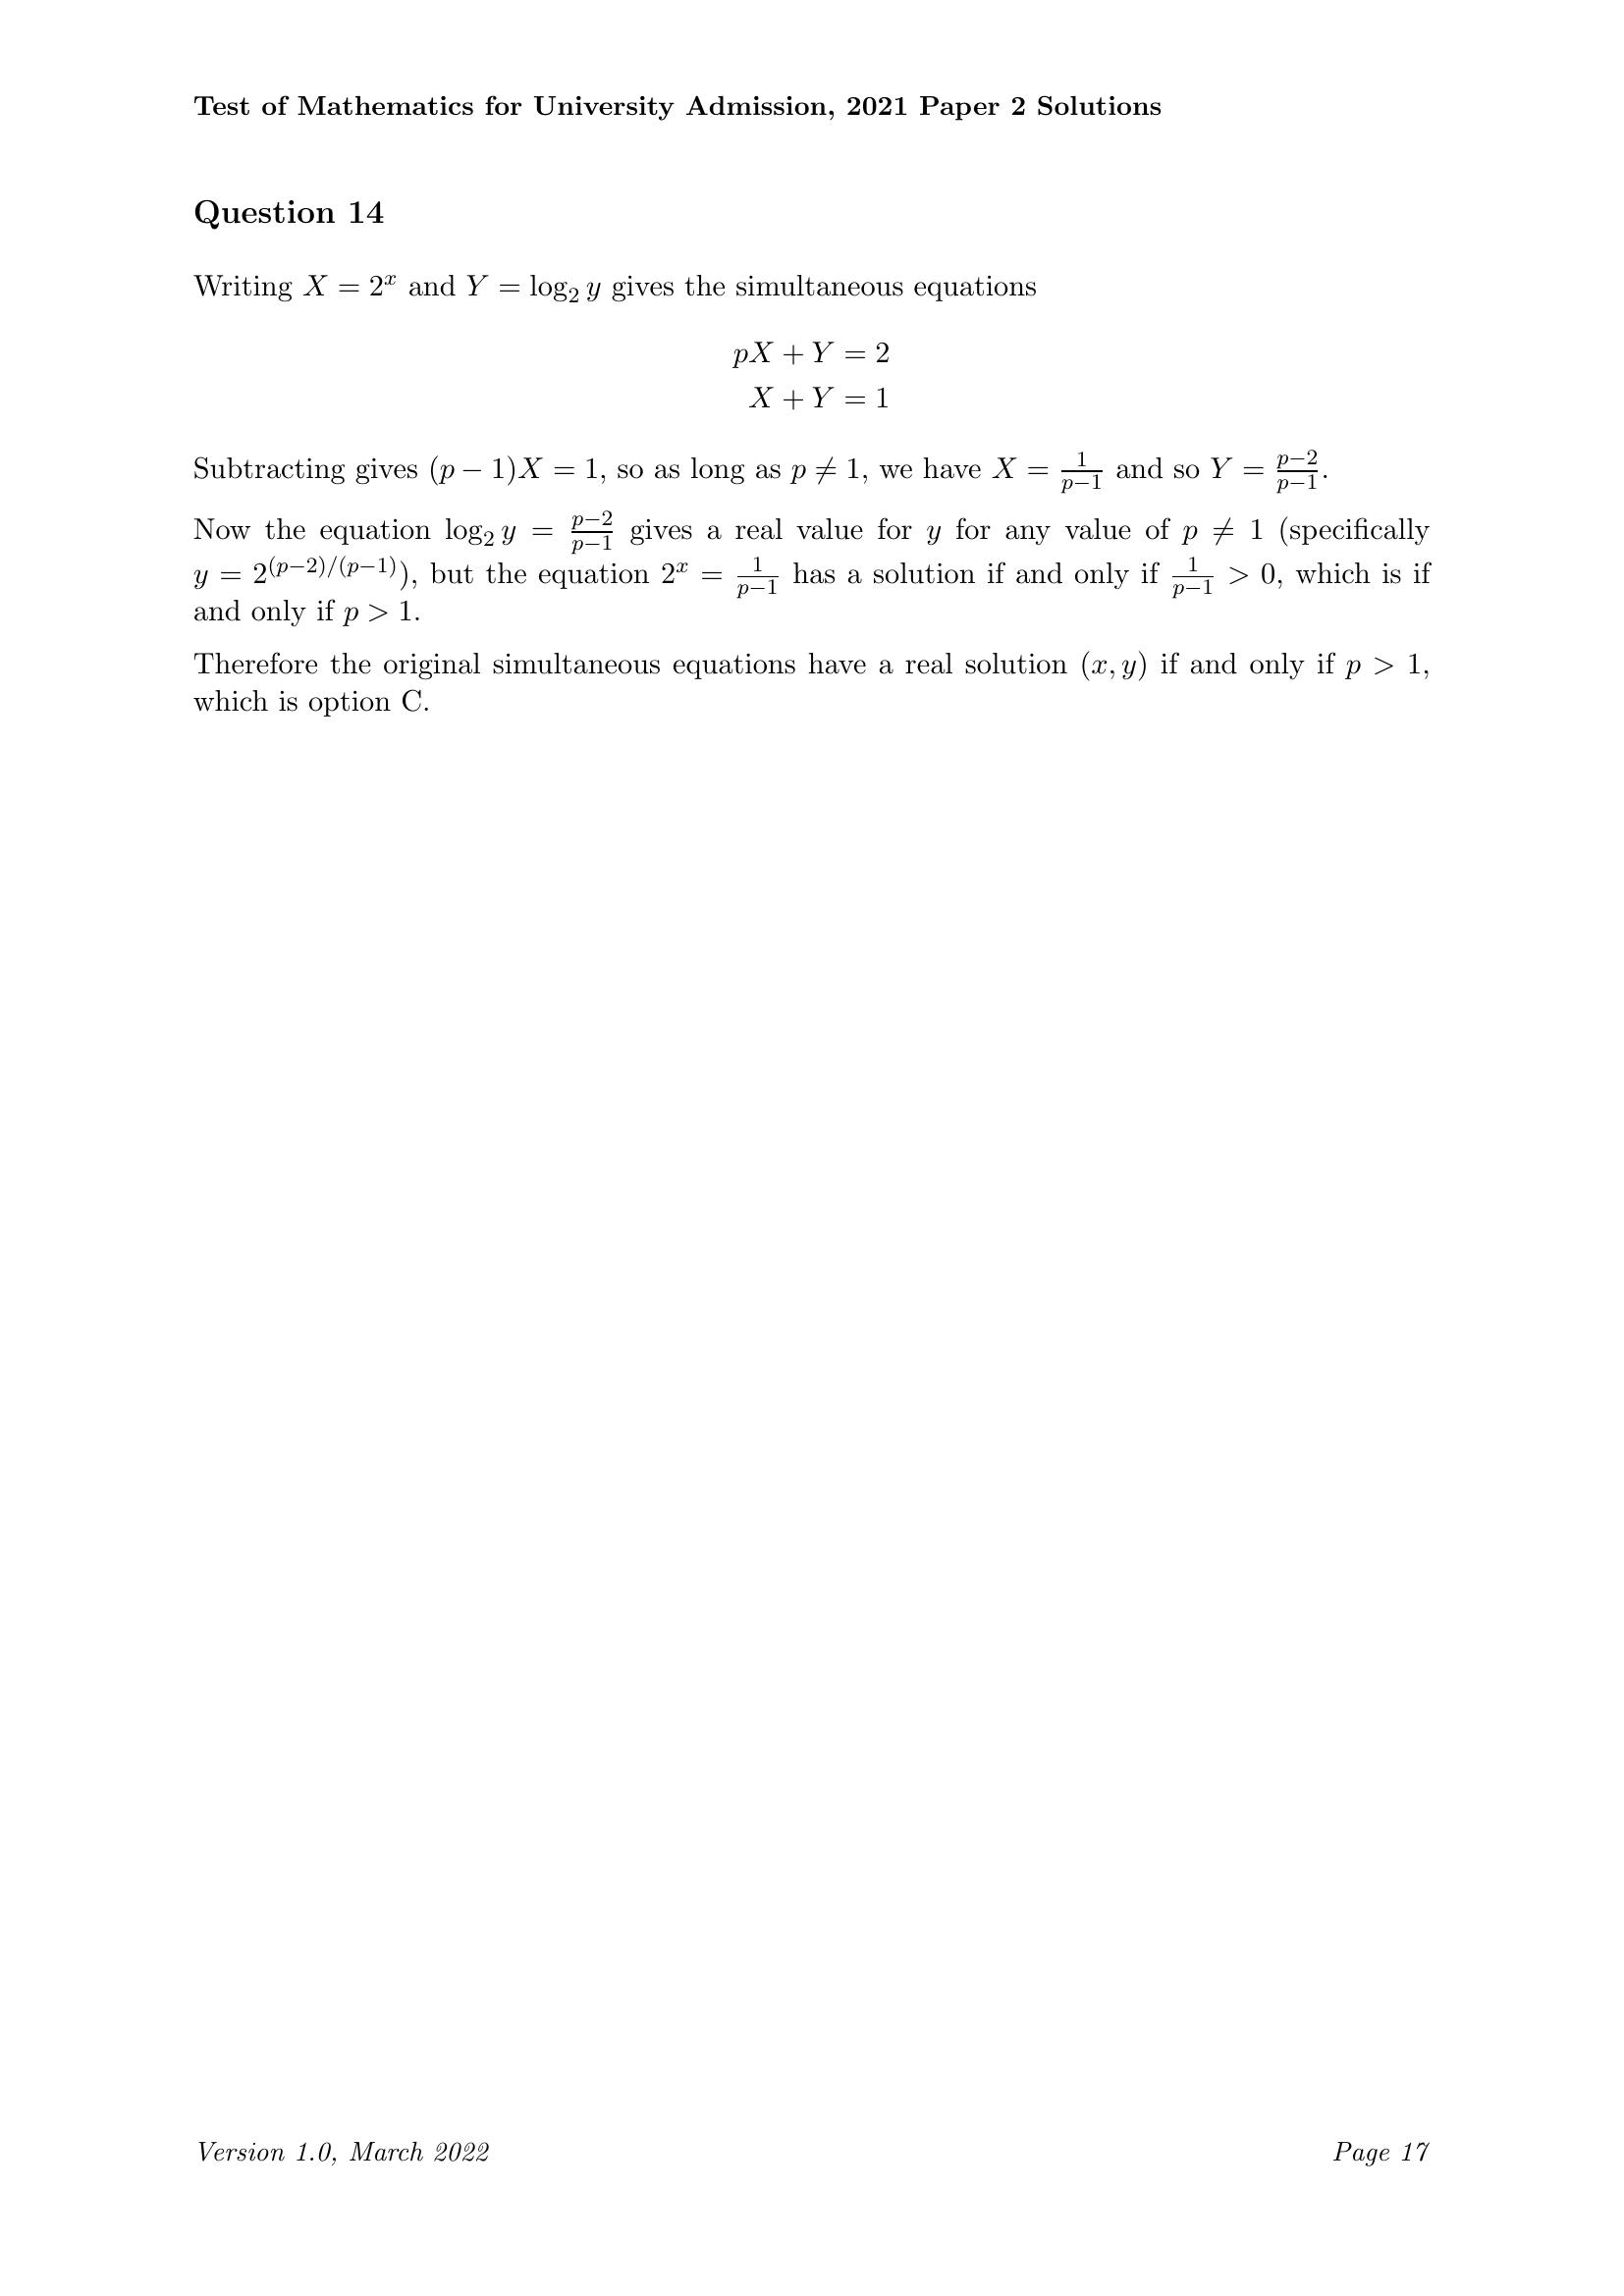 Test of Mathematics for University Admission, 2021 Paper 2 Solutions
Question 14
Writing $X = 2^x$ and $Y = \log_2 y$ gives the simultaneous equations
$pX + Y = 2$
$X + Y = 1$
Subtracting gives $(p - 1)X = 1$, so as long as $p \neq 1$, we have $X = \frac{1}{p-1}$ and so $Y = \frac{p-2}{p-1}$.
Now the equation $\log_2 y = \frac{p-2}{p-1}$ gives a real value for $y$ for any value of $p \neq 1$ (specifically
$y = 2^{(p-2)/(p-1)}$), but the equation $2^x = \frac{1}{p-1}$ has a solution if and only if $\frac{1}{p-1} > 0$, which is if
and only if $p > 1$.
Therefore the original simultaneous equations have a real solution $(x, y)$ if and only if $p > 1$,
which is option C.
Version 1.0, March 2022
Page 17